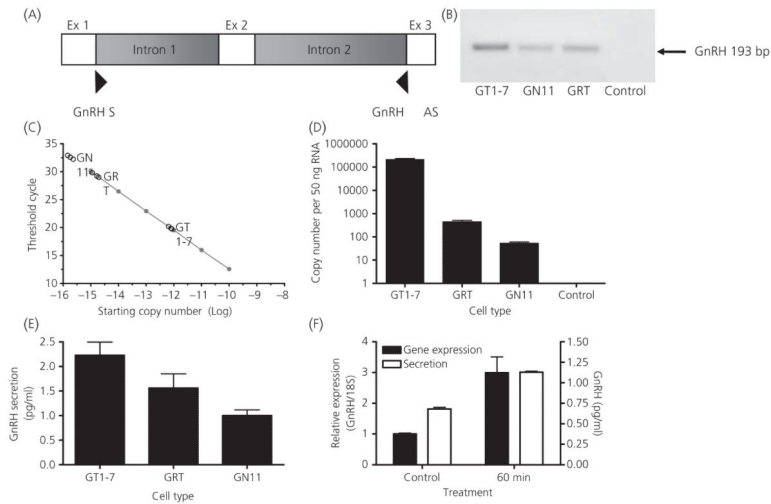 (A)
Ex 1 Ex 2 Ex 3
Intron 1 Intron 2
GnRH S GnRH AS
(B)
GnRH 193 bp
GT1-7 GN11 GRT Control
(C)
Threshold cycle
35
30
25
20
15
10
GN
11
GR
T
GT
1-7
−16 −15 −14 −13 −12 −11 −10 −9 −8
Starting copy number (Log)
(D)
Copy number per 50 ng RNA
1000000
100000
10000
1000
100
10
1
GT1-7 GRT GN11 Control
Cell type
(E)
GnRH secretion
(pg/ml)
2.5
2.0
1.5
1.0
0.5
0.0
GT1-7 GRT GN11
Cell type
(F)
Relative expression
(GnRH/18S)
4
3
2
1
0
Gene expression
Secretion
1.50
1.25
1.00
0.75
0.50
0.25
0.00
GnRH (pg/ml)
Control 60 min
Treatment